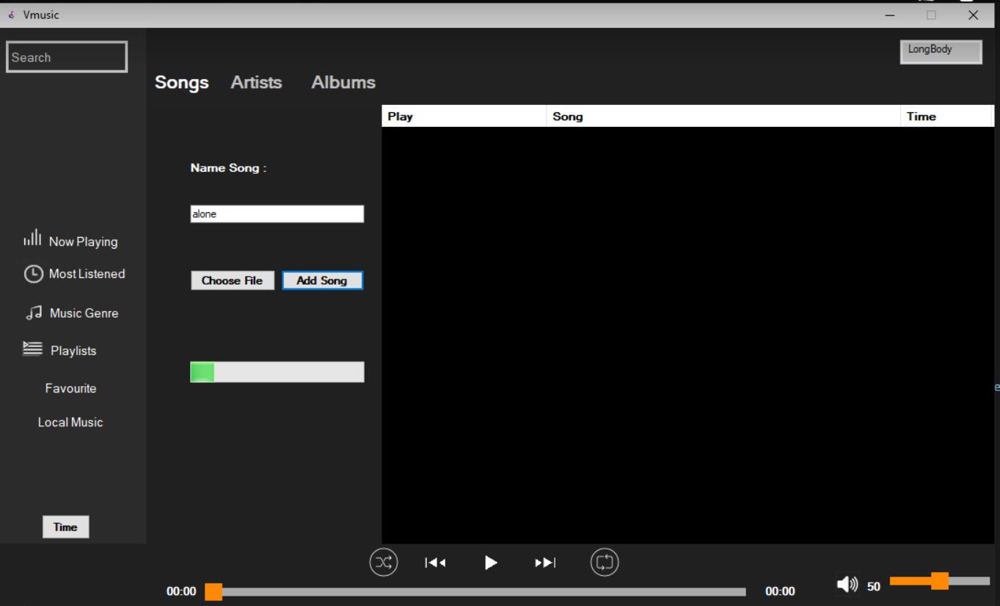 Vmusic
Search
LongBody
Songs Artists Albums
Play Song Time
Name Song :
alone
Now Playing
Most Listened
Choose File Add Song
Music Genre
Playlists
Favourite
e
Local Music
Time
00:00 00:00 50